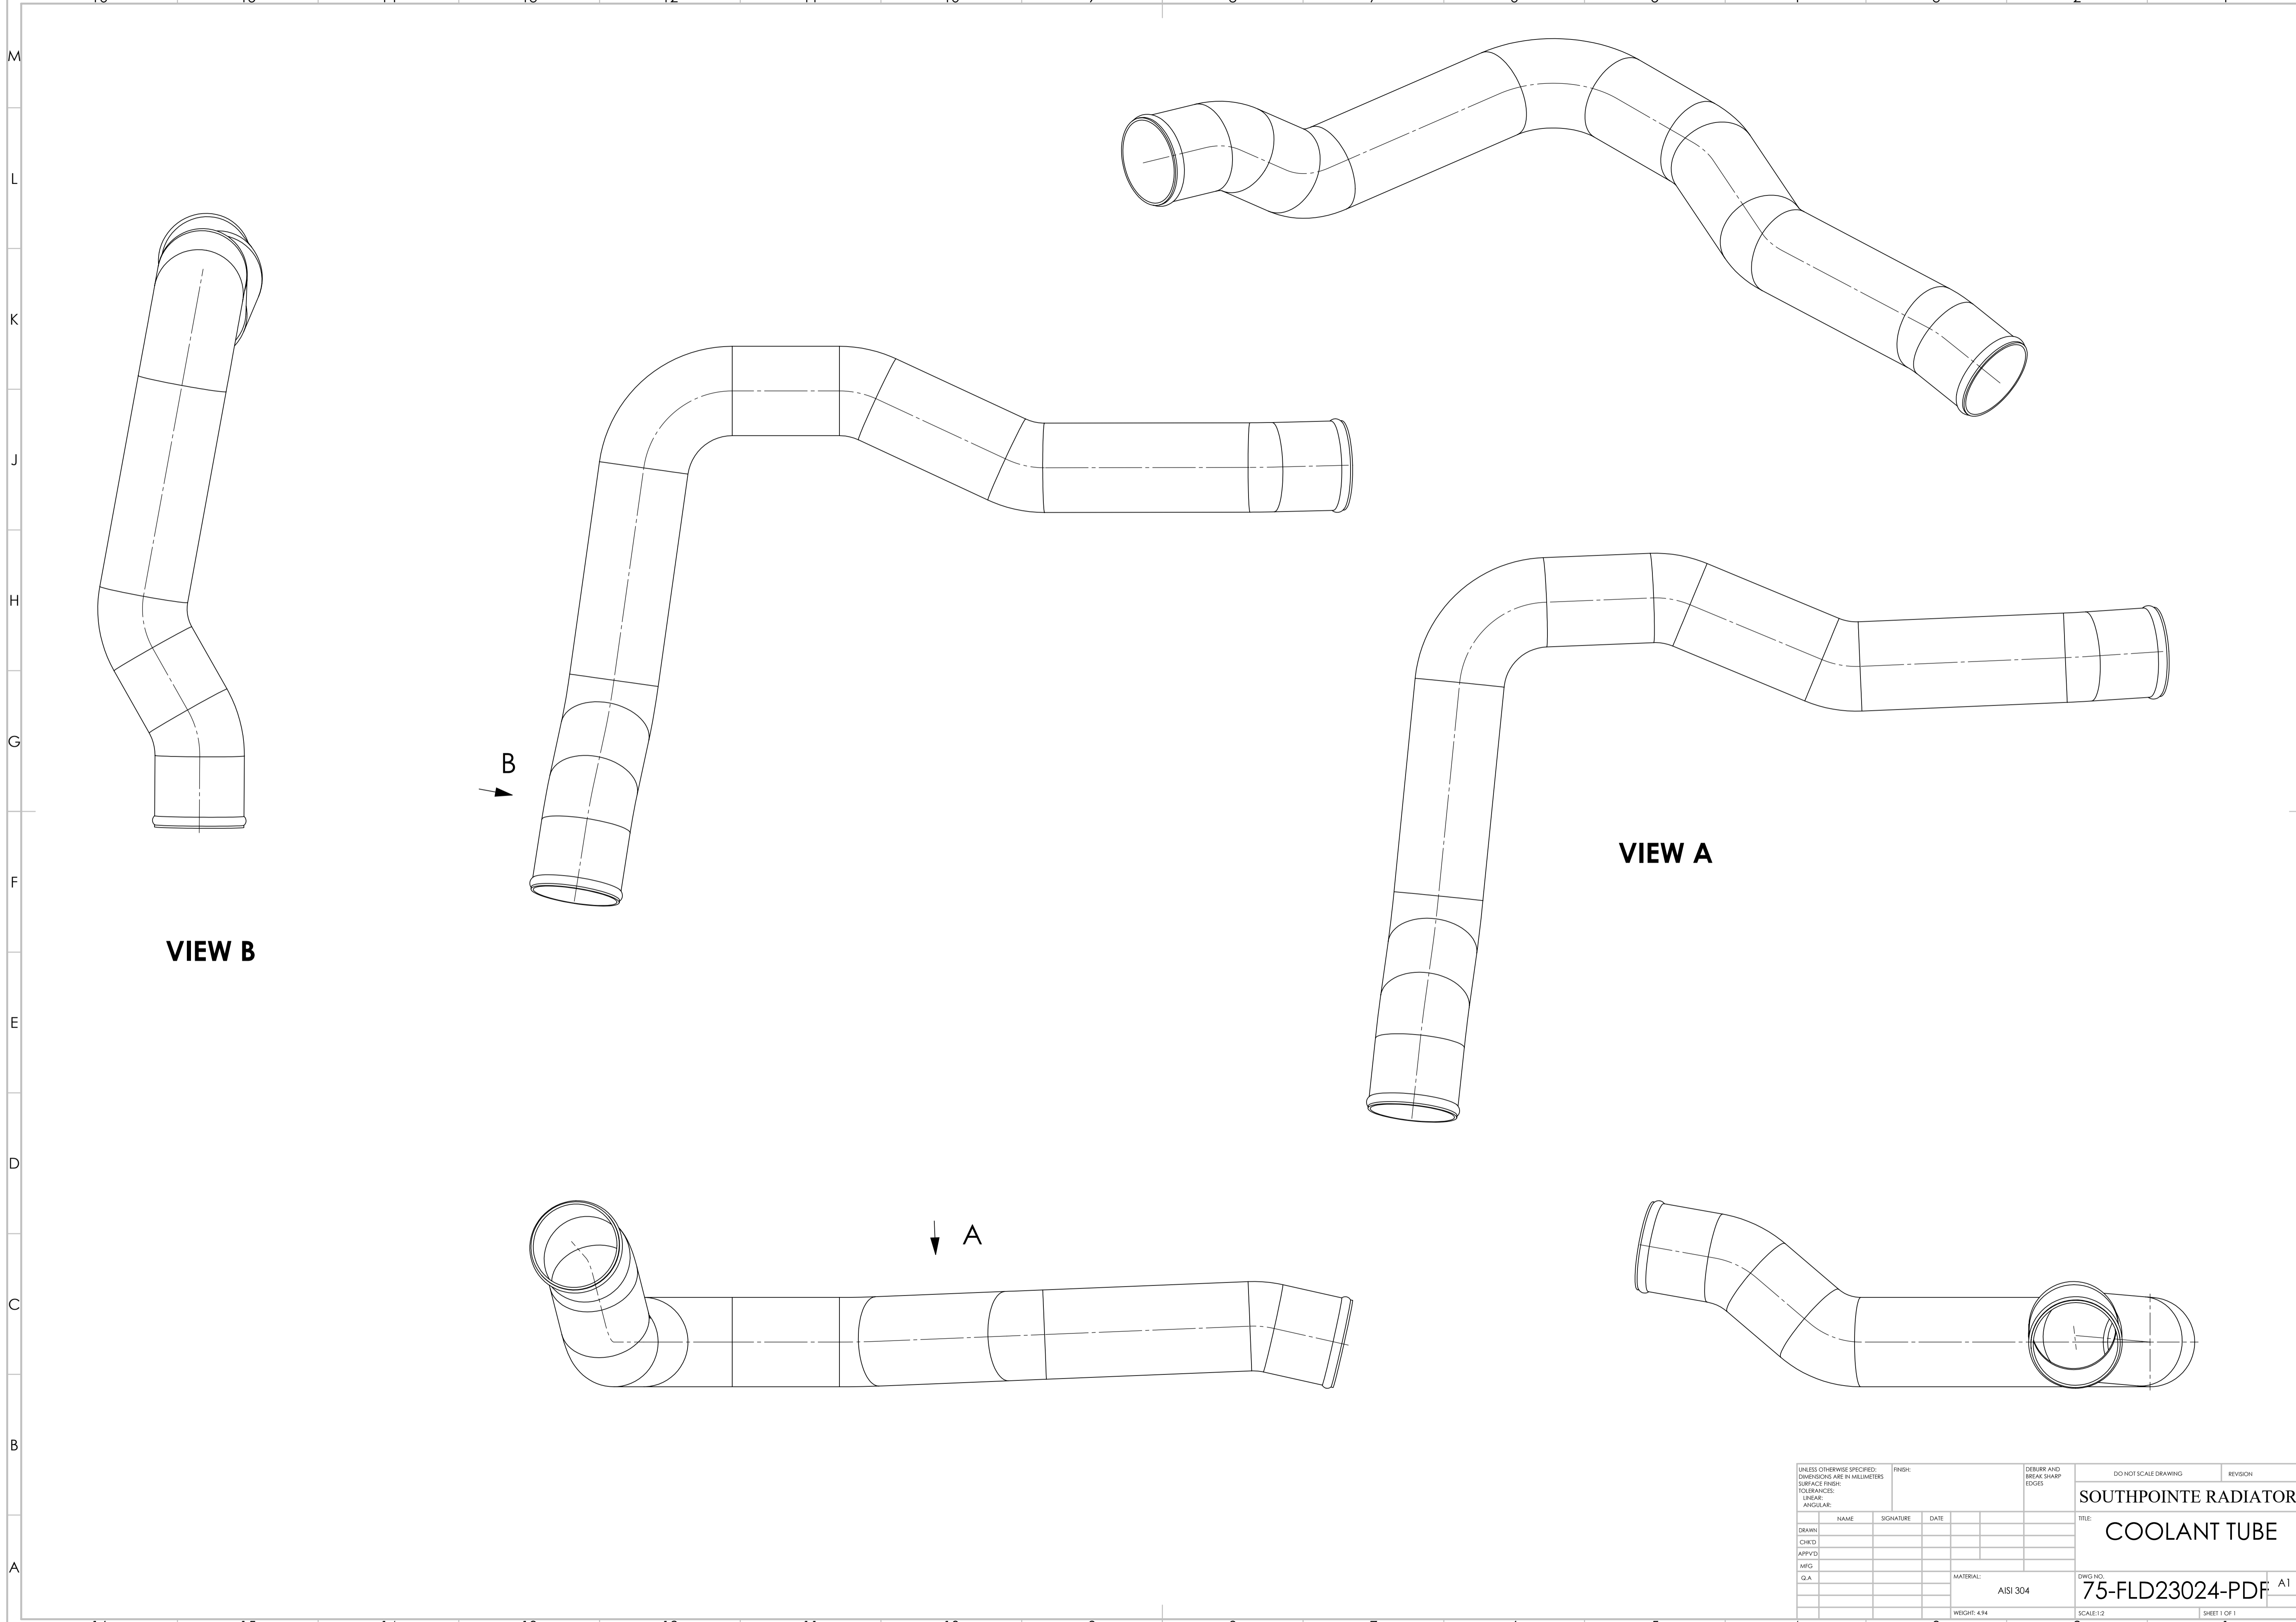 M
L
K
J
H
G
F
E
D
C
B
A
B
VIEW B
VIEW A
A
UNLESS OTHERWISE SPECIFIED:
DIMENSIONS ARE IN MILLIMETERS
SURFACE FINISH:
TOLERANCES:
LINEAR:
ANGULAR:
FINISH:
DEBURR AND
BREAK SHARP
EDGES
DO NOT SCALE DRAWING
REVISION
SOUTHPOINTE RADIATOR
NAME
SIGNATURE
DATE
TITLE:
DRAWN
CHK'D
APPV'D
MFG
Q.A
COOLANT TUBE
MATERIAL:
AISI 304
DWG NO.
75-FLD23024-PDF
A1
WEIGHT: 4.94
SCALE:1:2
SHEET 1 OF 1